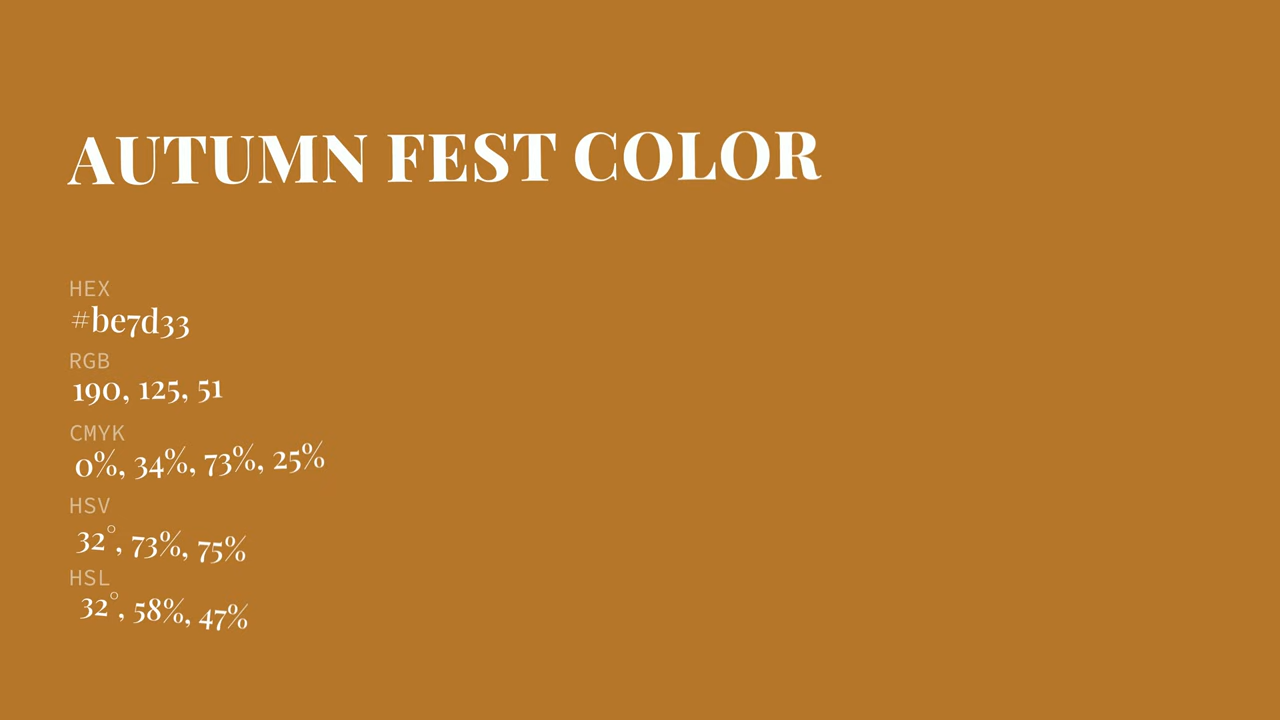 AUTUMN FEST COLOR
HEX
#be7d33
RGB
190, 125, 51
CMYK
0%, 34%, 73%, 25%
HSV
32°, 73%, 75%
HSL
32°, 58%, 47%